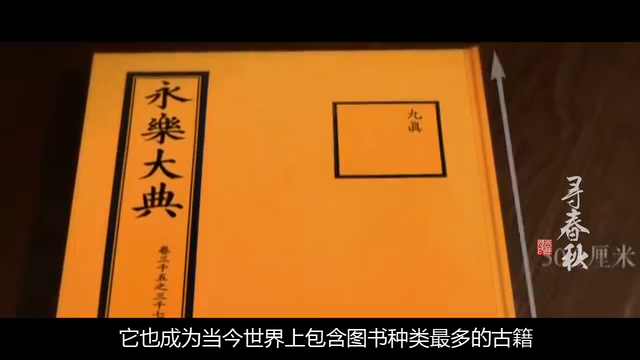 永樂大典
卷三千五之三千七
九眞
寻春秋
厘米
它也成为当今世界上包含图书种类最多的古籍